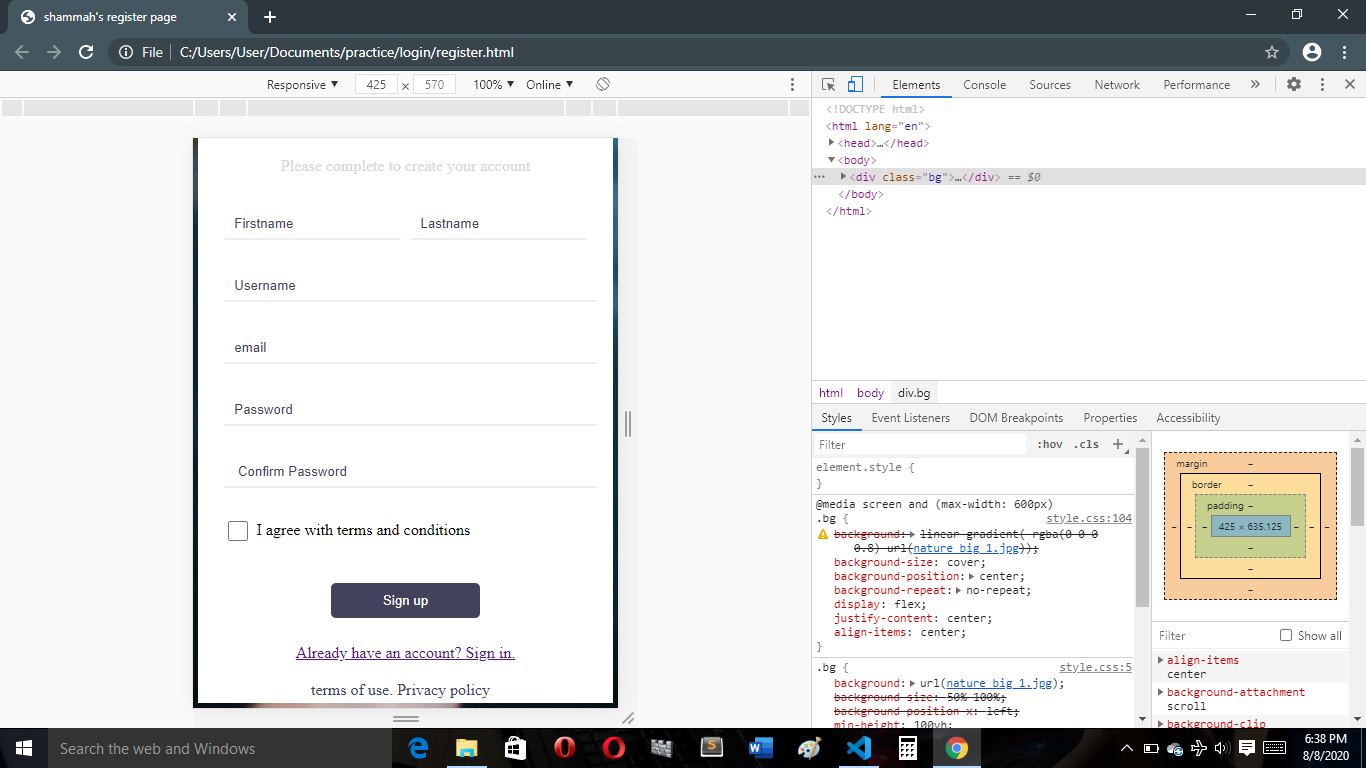 shammah's register page
File C:/Users/User/Documents/practice/login/register.html
Responsive ▼ 425 x 570 100% ▼ Online ▼
Elements Console Sources Network Performance »
<!DOCTYPE html>
<html lang="en">
▶<head>…</head>
▼<body>
▶<div class="bg">…</div> == $0
</body>
</html>
Please complete to create your account
Firstname Lastname
Username
email
Password
Confirm Password
I agree with terms and conditions
Sign up
Already have an account? Sign in.
terms of use. Privacy policy
html body div.bg
Styles Event Listeners DOM Breakpoints Properties Accessibility
Filter :hov .cls +
element.style {
}
@media screen and (max-width: 600px)
.bg { style.css:104
background:▶ linear gradient( rgba(0 0 0
0.8) url(nature big 1.jpg));
background-size: cover;
background-position:▶ center;
background-repeat:▶ no-repeat;
display: flex;
justify-content: center;
align-items: center;
}
.bg { style.css:5
background:▶ url(nature big 1.jpg);
background-size: 50% 100%;
background-position-x: left;
min-height: 100vh;
margin –
border –
padding –
– – – 425 × 635.125 – – –
–
–
–
Filter Show all
▶ align-items
center
▶ background-attachment
scroll
▶ background-clip
Search the web and Windows
6:38 PM
8/8/2020